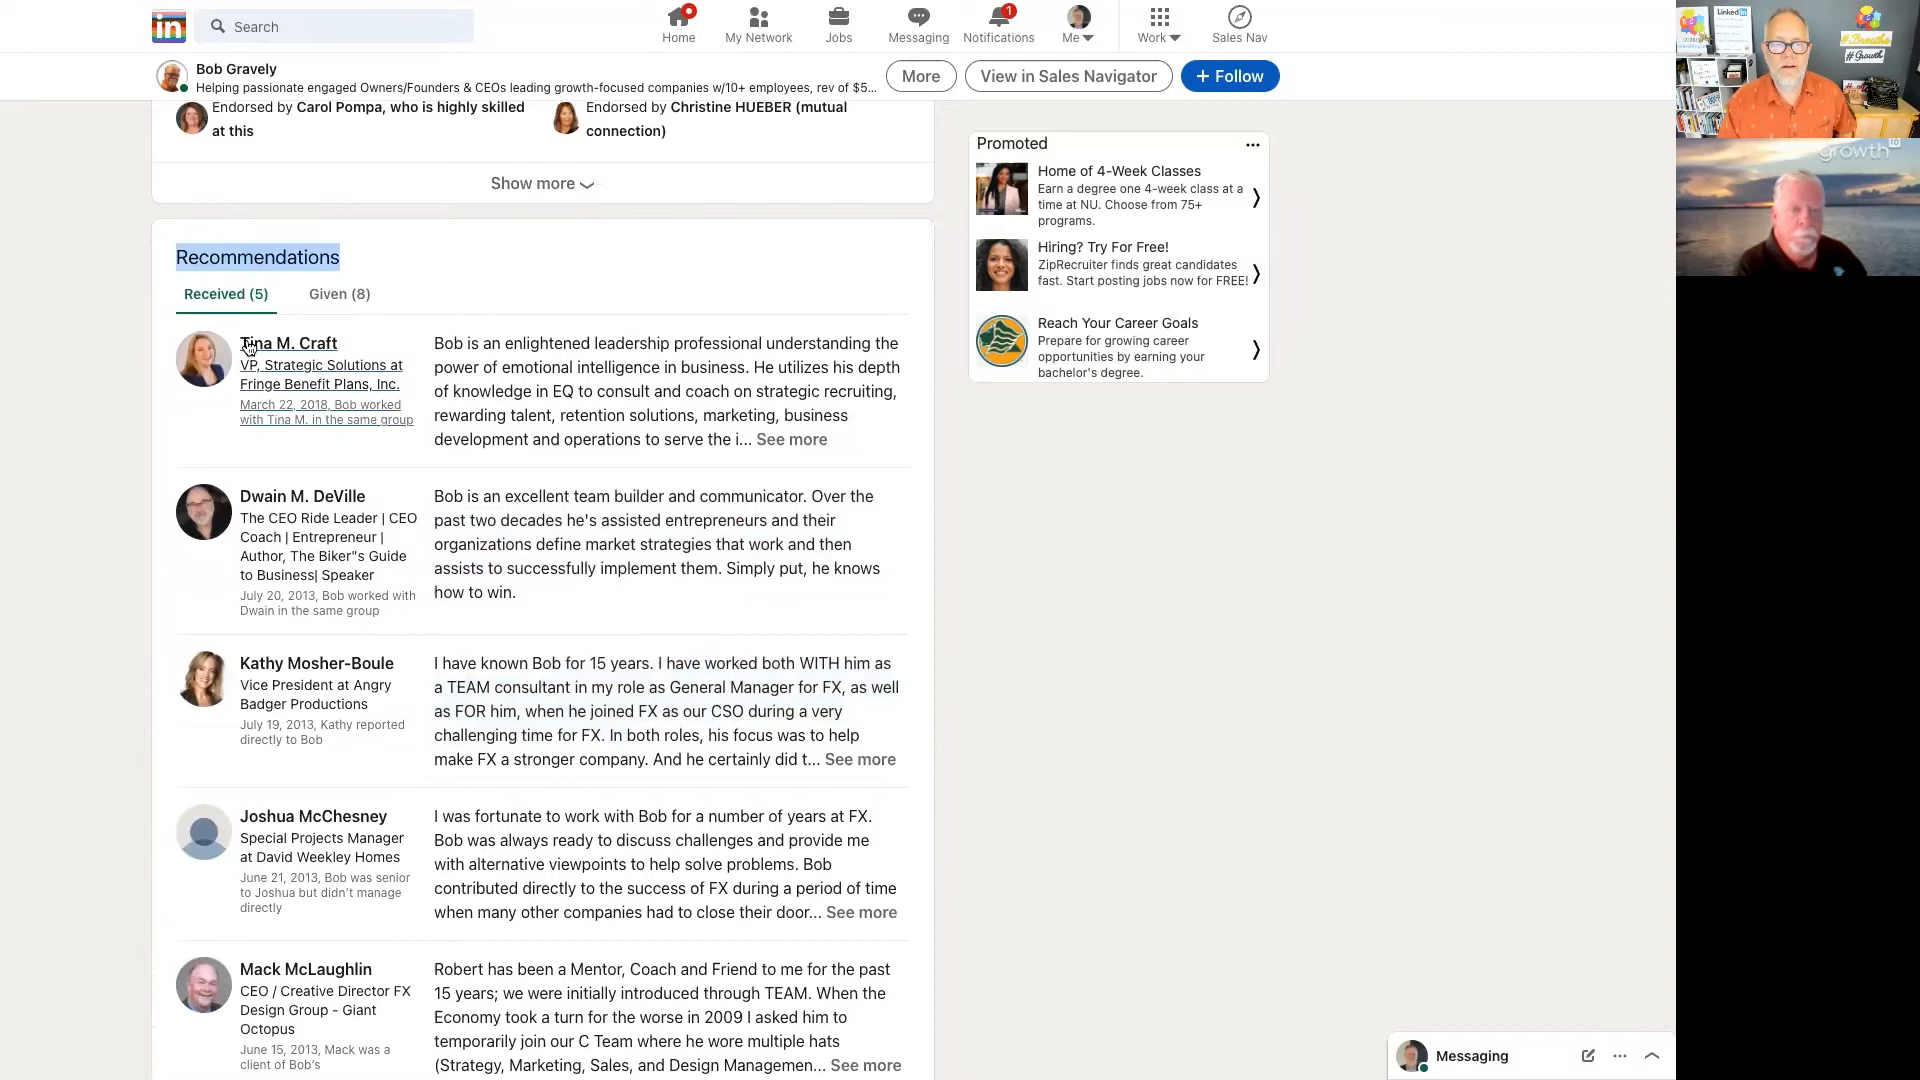 in
Search
Home
My Network
Jobs
Messaging
1
Notifications
Me
Work
Sales Nav
Bob Gravely
Helping passionate engaged Owners/Founders & CEOs leading growth-focused companies w/10+ employees, rev of $5...
More
View in Sales Navigator
+ Follow
Endorsed by Carol Pompa, who is highly skilled
at this
Endorsed by Christine HUEBER (mutual
connection)
Show more
Recommendations
Received (5)
Given (8)
Tina M. Craft
VP, Strategic Solutions at
Fringe Benefit Plans, Inc.
March 22, 2018, Bob worked
with Tina M. in the same group
Bob is an enlightened leadership professional understanding the
power of emotional intelligence in business. He utilizes his depth
of knowledge in EQ to consult and coach on strategic recruiting,
rewarding talent, retention solutions, marketing, business
development and operations to serve the i... See more
Dwain M. DeVille
The CEO Ride Leader | CEO
Coach | Entrepreneur |
Author, The Biker"s Guide
to Business| Speaker
July 20, 2013, Bob worked with
Dwain in the same group
Bob is an excellent team builder and communicator. Over the
past two decades he's assisted entrepreneurs and their
organizations define market strategies that work and then
assists to successfully implement them. Simply put, he knows
how to win.
Kathy Mosher-Boule
Vice President at Angry
Badger Productions
July 19, 2013, Kathy reported
directly to Bob
I have known Bob for 15 years. I have worked both WITH him as
a TEAM consultant in my role as General Manager for FX, as well
as FOR him, when he joined FX as our CSO during a very
challenging time for FX. In both roles, his focus was to help
make FX a stronger company. And he certainly did t... See more
Joshua McChesney
Special Projects Manager
at David Weekley Homes
June 21, 2013, Bob was senior
to Joshua but didn't manage
directly
I was fortunate to work with Bob for a number of years at FX.
Bob was always ready to discuss challenges and provide me
with alternative viewpoints to help solve problems. Bob
contributed directly to the success of FX during a period of time
when many other companies had to close their door... See more
Mack McLaughlin
CEO / Creative Director FX
Design Group - Giant
Octopus
June 15, 2013, Mack was a
client of Bob's
Robert has been a Mentor, Coach and Friend to me for the past
15 years; we were initially introduced through TEAM. When the
Economy took a turn for the worse in 2009 I asked him to
temporarily join our C Team where he wore multiple hats
(Strategy, Marketing, Sales, and Design Managemen... See more
Promoted
Home of 4-Week Classes
Earn a degree one 4-week class at a
time at NU. Choose from 75+
programs.
Hiring? Try For Free!
ZipRecruiter finds great candidates
fast. Start posting jobs now for FREE!
Reach Your Career Goals
Prepare for growing career
opportunities by earning your
bachelor's degree.
Linked in
#Breathe
#Growth
growth10
Messaging